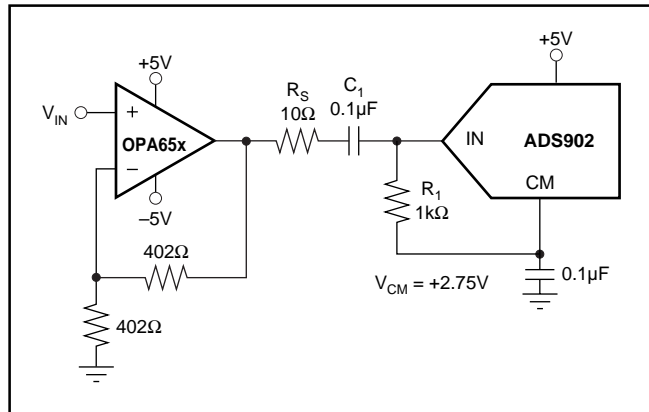 +5V
+5V
V_IN
+
OPA65x
–
–5V
R_S
10Ω
C_1
0.1µF
IN
ADS902
CM
R_1
1kΩ
402Ω
402Ω
V_CM = +2.75V
0.1µF